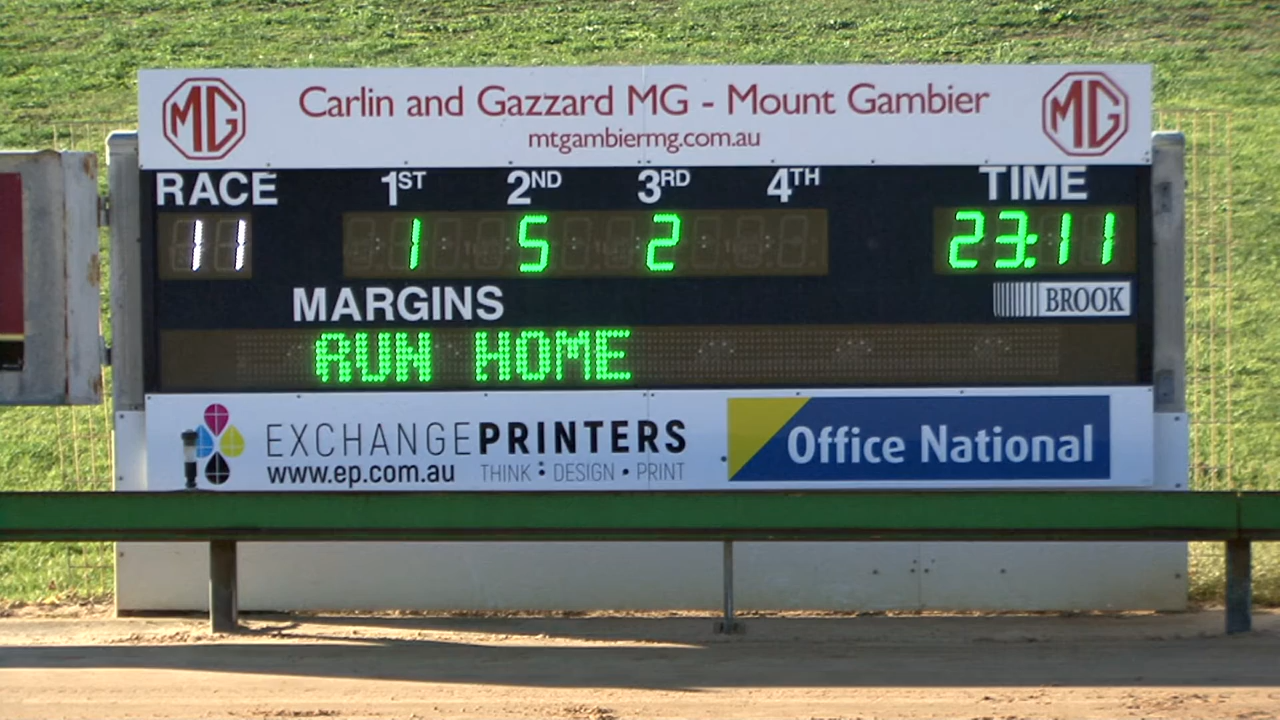 MG Carlin and Gazzard MG - Mount Gambier MG
mtgambiermg.com.au
RACE 1ST 2ND 3RD 4TH TIME
11 1 5 2 23:11
MARGINS BROOK
RUN HOME
EXCHANGEPRINTERS Office National
www.ep.com.au THINK • DESIGN • PRINT